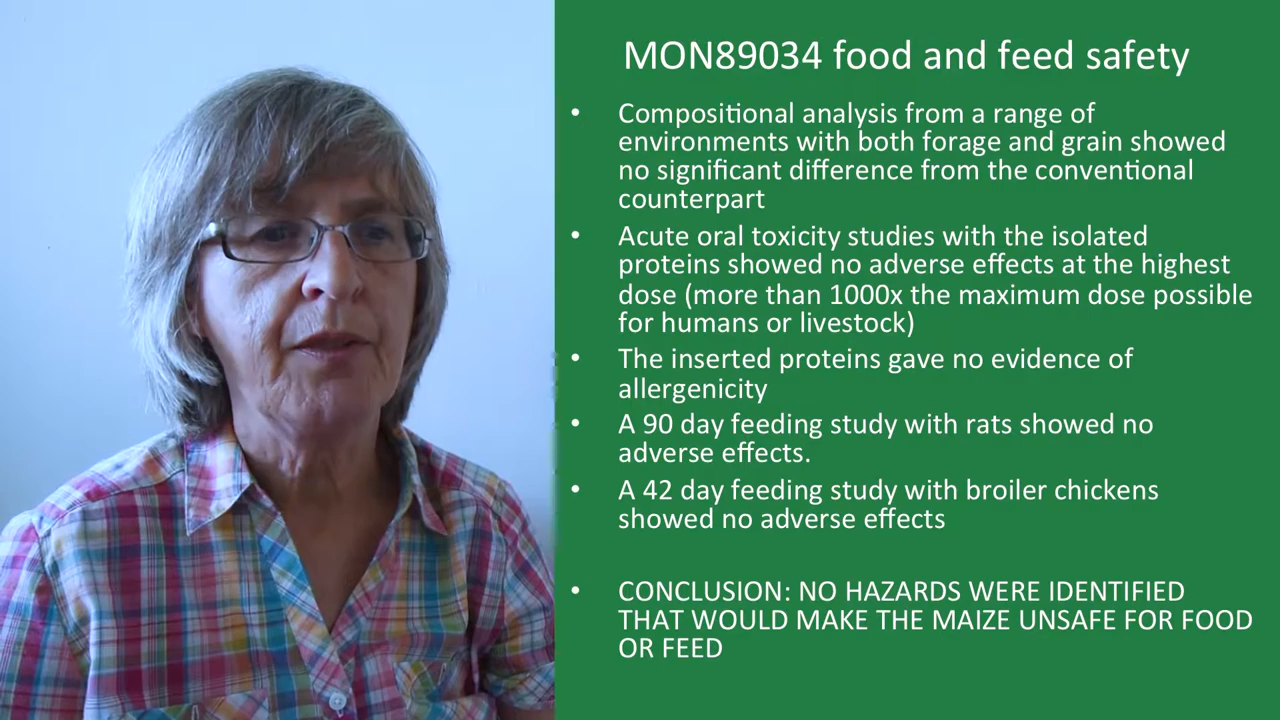 MON89034 food and feed safety
• Compositional analysis from a range of
environments with both forage and grain showed
no significant difference from the conventional
counterpart
• Acute oral toxicity studies with the isolated
proteins showed no adverse effects at the highest
dose (more than 1000x the maximum dose possible
for humans or livestock)
• The inserted proteins gave no evidence of
allergenicity
• A 90 day feeding study with rats showed no
adverse effects.
• A 42 day feeding study with broiler chickens
showed no adverse effects
• CONCLUSION: NO HAZARDS WERE IDENTIFIED
THAT WOULD MAKE THE MAIZE UNSAFE FOR FOOD
OR FEED